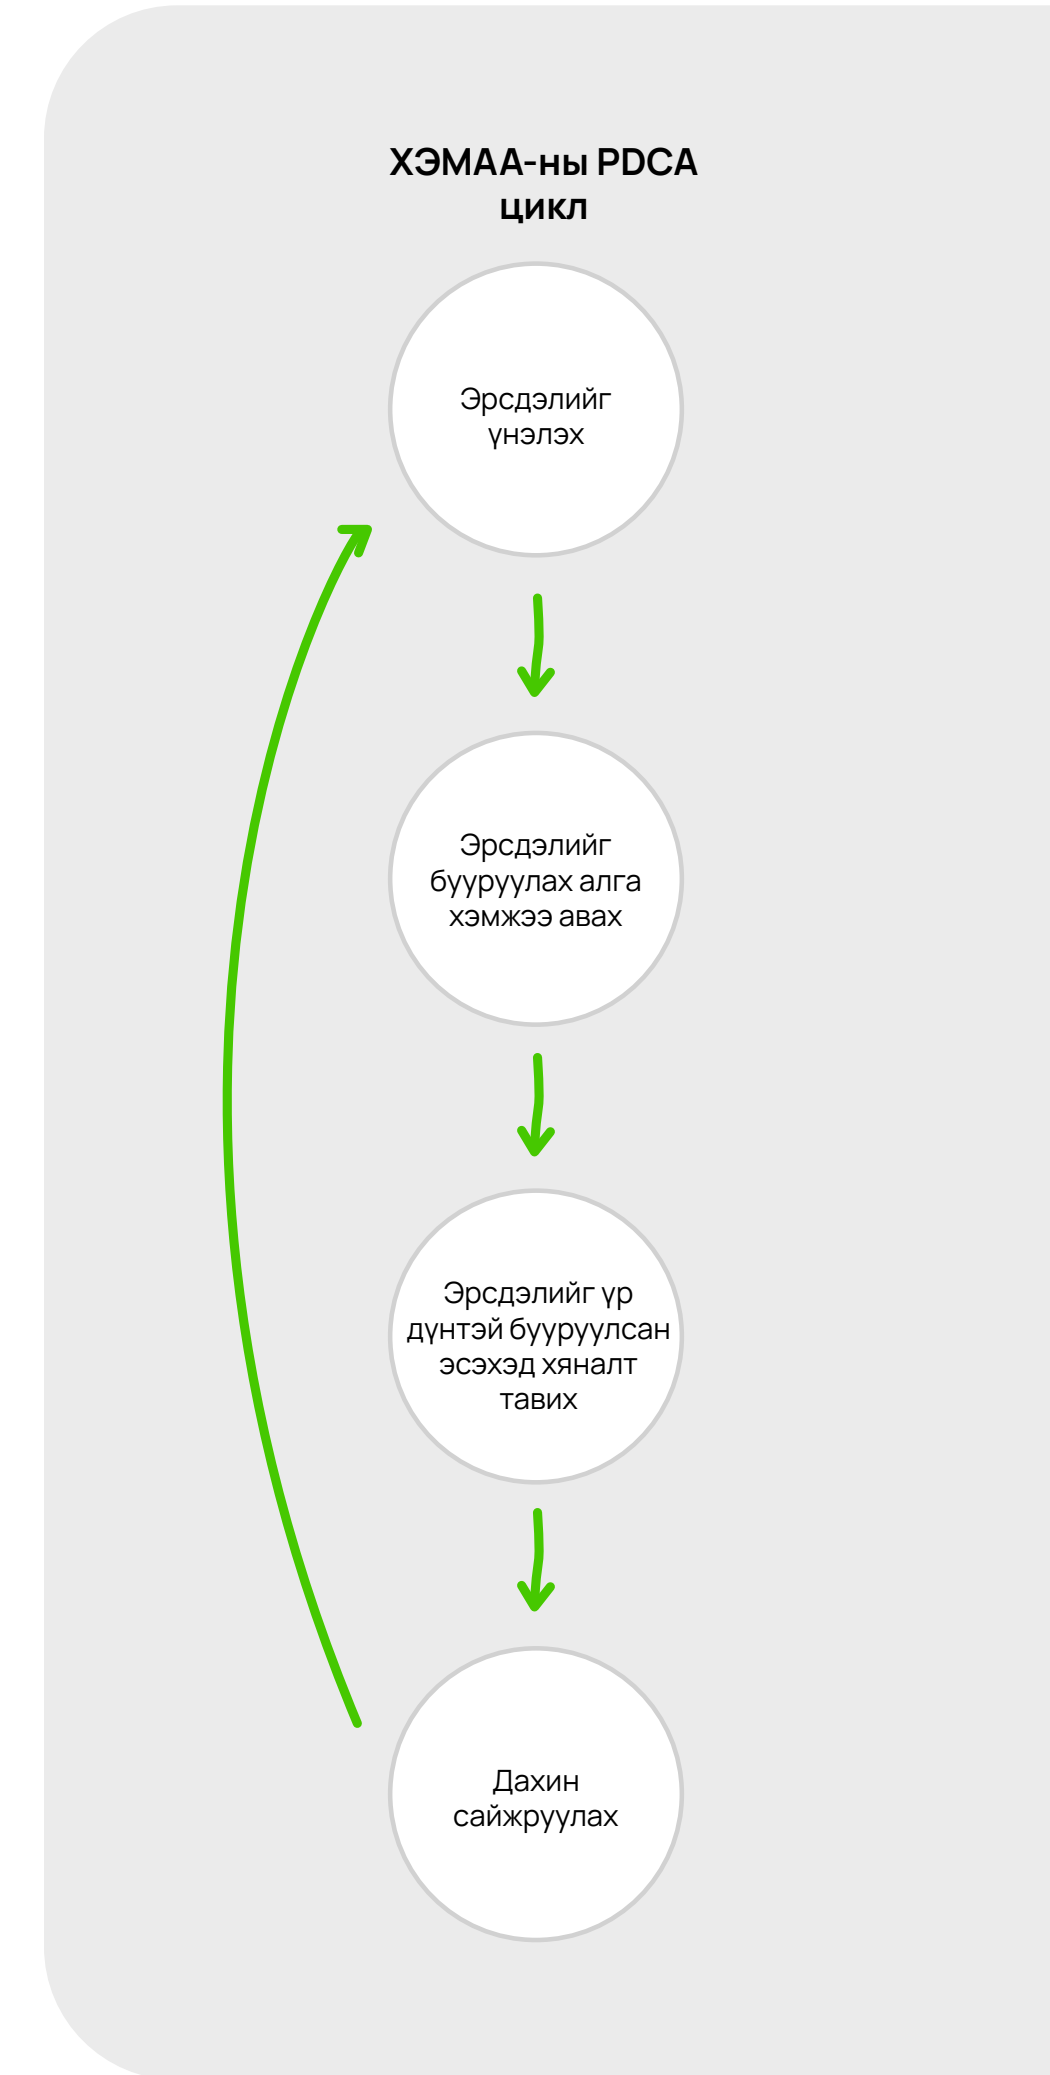 ХЭМАА-ны PDCA
цикл
Эрсдэлийг
үнэлэх
Эрсдэлийг
бууруулах алга
хэмжээ авах
Эрсдэлийг үр
дүнтэй бууруулсан
эсэхэд хяналт
тавих
Дахин
сайжруулах